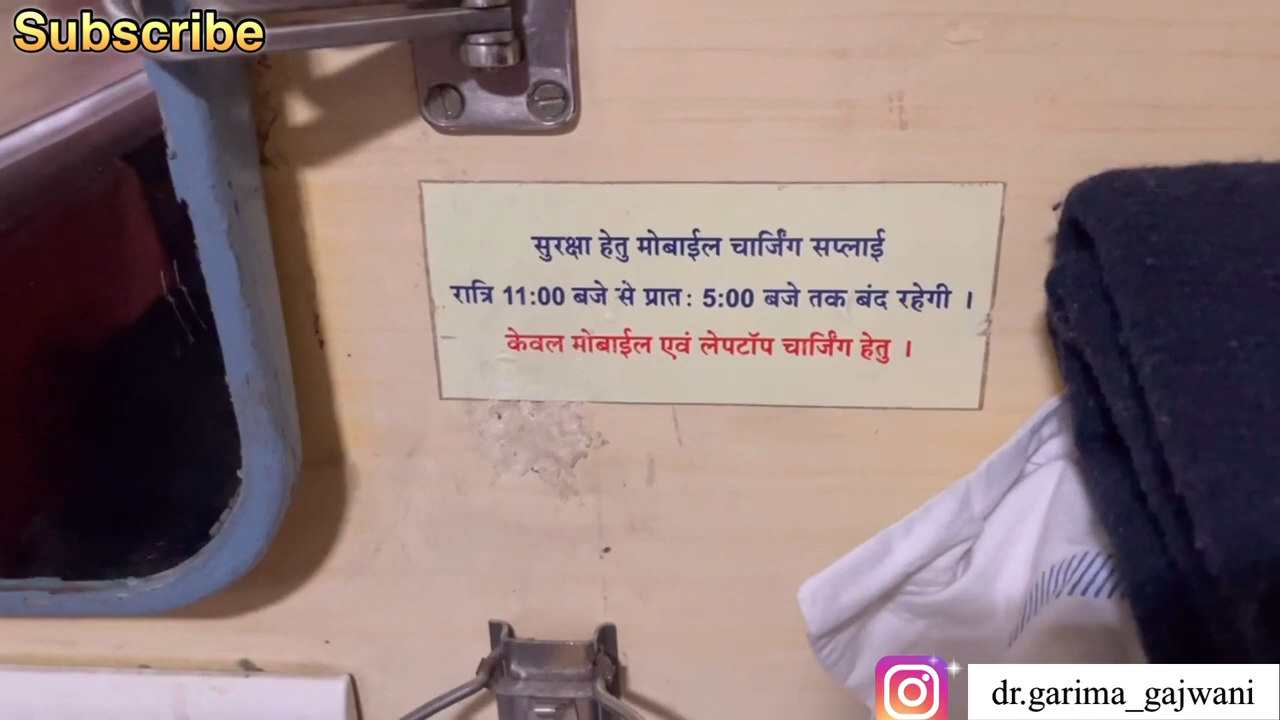 Subscribe
सुरक्षा हेतु मोबाईल चार्जिंग सप्लाई
रात्रि 11:00 बजे से प्रात: 5:00 बजे तक बंद रहेगी ।
केवल मोबाईल एवं लेपटॉप चार्जिंग हेतु ।
dr.garima_gajwani